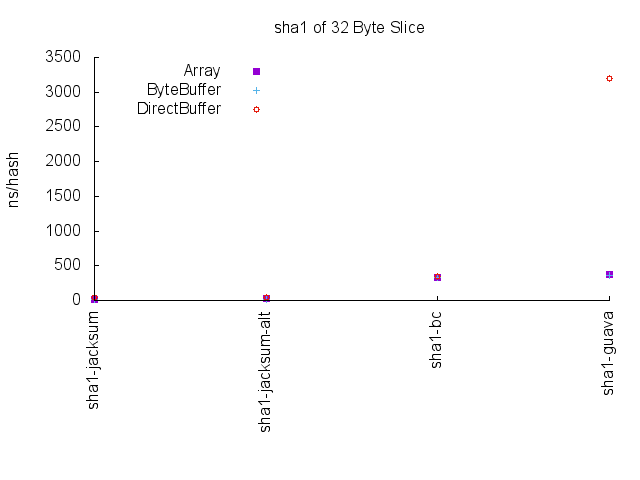 sha1 of 32 Byte Slice
3500
3000
2500
2000
1500
1000
500
0
ns/hash
Array
ByteBuffer
DirectBuffer
sha1-jacksum
sha1-jacksum-alt
sha1-bc
sha1-guava